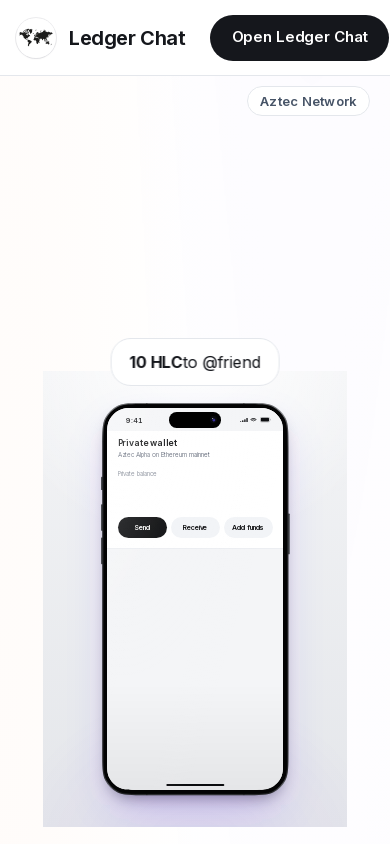 Ledger Chat
Open Ledger Chat
Aztec Network
10 HLCto @friend
9:41
Private wallet
Aztec Alpha on Ethereum mainnet
Private balance
Send
Receive
Add funds